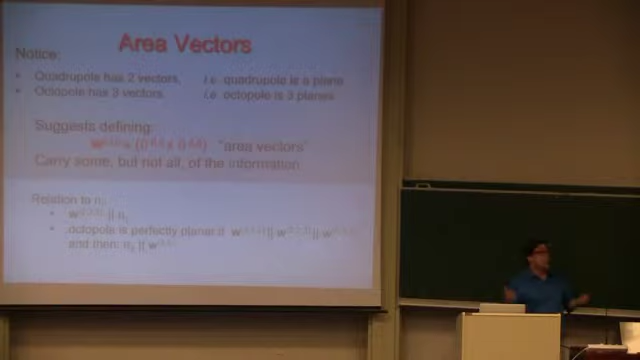 Area Vectors
Notice:
• Quadrupole has 2 vectors, i.e. quadrupole is a plane
• Octopole has 3 vectors i.e octopole is 3 planes
Suggests defining:
"area vectors"
Carry some, but not all, of the information
Relation to
octopole is perfectly planar if
and then: